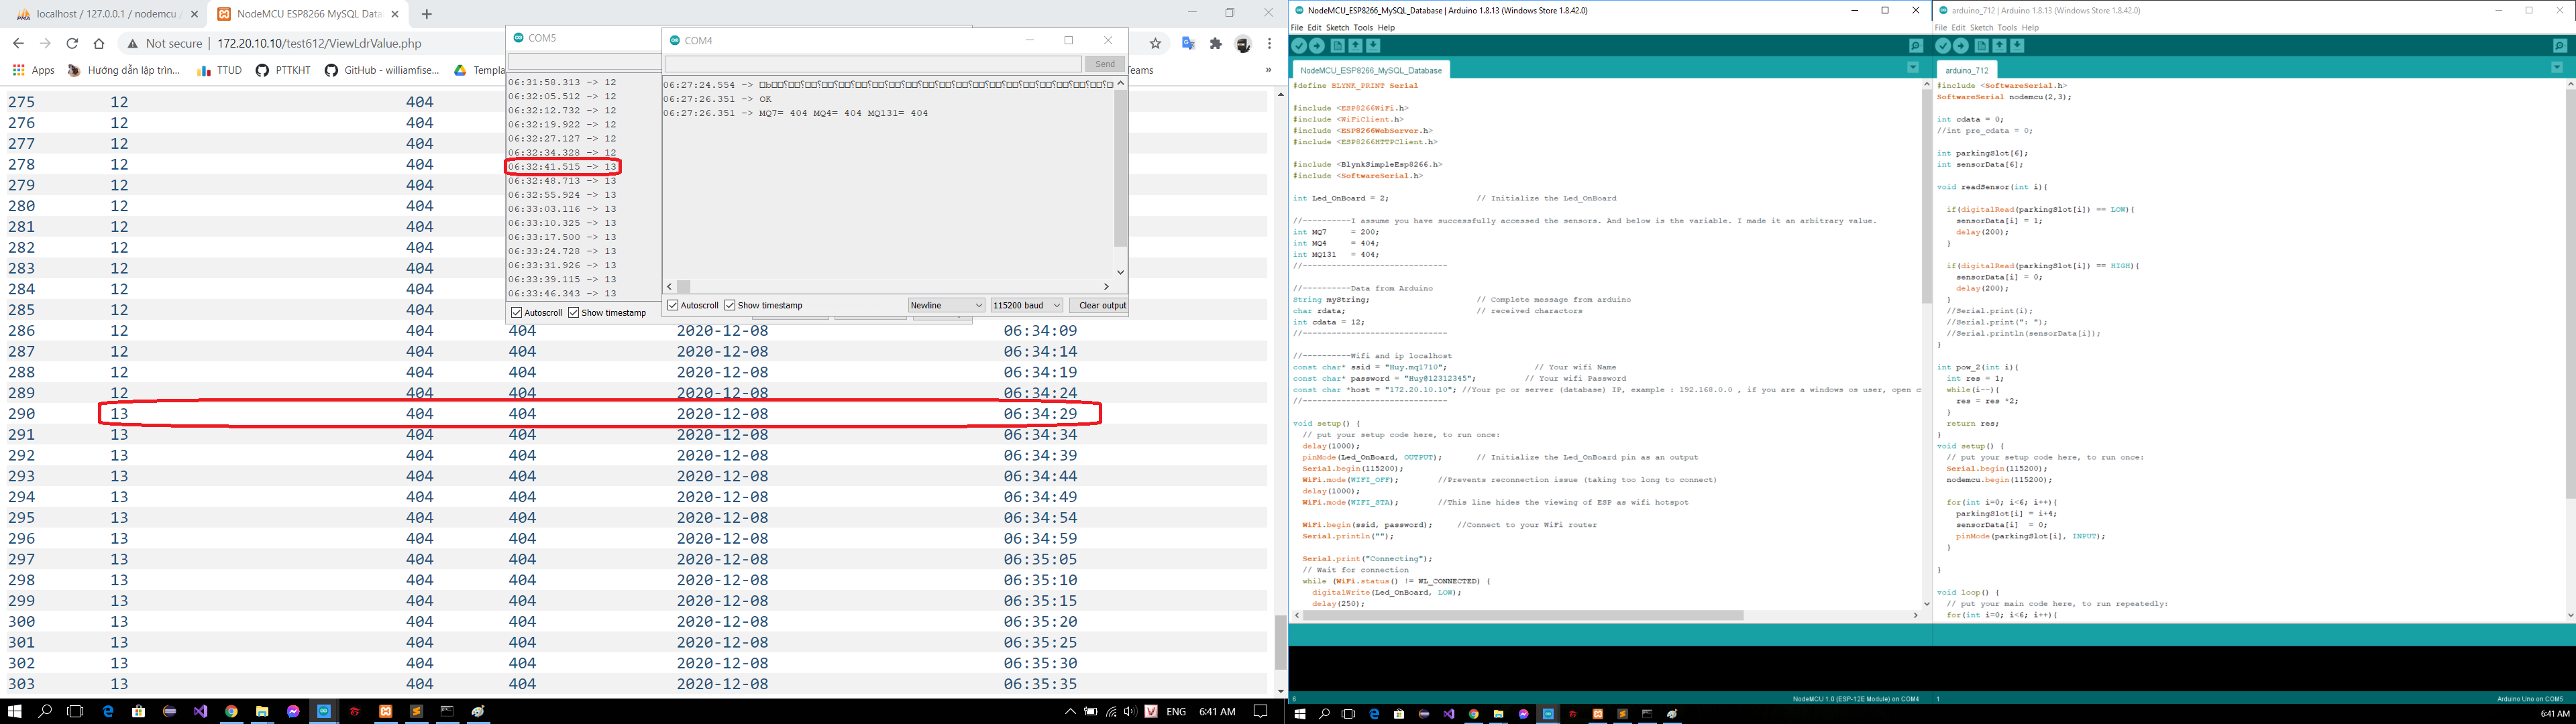 localhost / 127.0.0.1 / nodemcu /
NodeMCU ESP8266 MySQL Data
Not secure | 172.20.10.10/test612/ViewLdrValue.php
Apps
Hướng dẫn lập trìn...
TTUD
PTTKHT
GitHub - williamfise...
Templa
Teams
»
275 12 404
276 12 404
277 12 404
278 12 404
279 12 404
280 12 404
281 12 404
282 12 404
283 12 404
284 12 404
285 12 404
286 12 404 404 2020-12-08 06:34:09
287 12 404 404 2020-12-08 06:34:14
288 12 404 404 2020-12-08 06:34:19
289 12 404 404 2020-12-08 06:34:24
290 13 404 404 2020-12-08 06:34:29
291 13 404 404 2020-12-08 06:34:34
292 13 404 404 2020-12-08 06:34:39
293 13 404 404 2020-12-08 06:34:44
294 13 404 404 2020-12-08 06:34:49
295 13 404 404 2020-12-08 06:34:54
296 13 404 404 2020-12-08 06:34:59
297 13 404 404 2020-12-08 06:35:05
298 13 404 404 2020-12-08 06:35:10
299 13 404 404 2020-12-08 06:35:15
300 13 404 404 2020-12-08 06:35:20
301 13 404 404 2020-12-08 06:35:25
302 13 404 404 2020-12-08 06:35:30
303 13 404 404 2020-12-08 06:35:35
COM5
06:31:58.313 -> 12
06:32:05.512 -> 12
06:32:12.732 -> 12
06:32:19.922 -> 12
06:32:27.127 -> 12
06:32:34.328 -> 12
06:32:41.515 -> 13
06:32:48.713 -> 13
06:32:55.924 -> 13
06:33:03.116 -> 13
06:33:10.325 -> 13
06:33:17.500 -> 13
06:33:24.728 -> 13
06:33:31.926 -> 13
06:33:39.115 -> 13
06:33:46.343 -> 13
Autoscroll Show timestamp
COM4
Send
06:27:24.554 ->
06:27:26.351 -> OK
06:27:26.351 -> MQ7= 404 MQ4= 404 MQ131= 404
Autoscroll Show timestamp
Newline
115200 baud
Clear output
ENG 6:41 AM
NodeMCU_ESP8266_MySQL_Database | Arduino 1.8.13 (Windows Store 1.8.42.0)
File Edit Sketch Tools Help
NodeMCU_ESP8266_MySQL_Database
#define BLYNK_PRINT Serial
#include <ESP8266WiFi.h>
#include <WiFiClient.h>
#include <ESP8266WebServer.h>
#include <ESP8266HTTPClient.h>
#include <BlynkSimpleEsp8266.h>
#include <SoftwareSerial.h>
int Led_OnBoard = 2; // Initialize the Led_OnBoard
//----------I assume you have successfully accessed the sensors. And below is the variable. I made it an arbitrary value.
int MQ7 = 200;
int MQ4 = 404;
int MQ131 = 404;
//------------------------------
//----------Data from Arduino
String myString; // Complete message from arduino
char rdata; // received charactors
int cdata = 12;
//------------------------------
//----------Wifi and ip localhost
const char* ssid = "Huy.mq1710"; // Your wifi Name
const char* password = "Huy@12312345"; // Your wifi Password
const char *host = "172.20.10.10"; //Your pc or server (database) IP, example : 192.168.0.0 , if you are a windows os user, open c
//------------------------------
void setup() {
// put your setup code here, to run once:
delay(1000);
pinMode(Led_OnBoard, OUTPUT); // Initialize the Led_OnBoard pin as an output
Serial.begin(115200);
WiFi.mode(WIFI_OFF); //Prevents reconnection issue (taking too long to connect)
delay(1000);
WiFi.mode(WIFI_STA); //This line hides the viewing of ESP as wifi hotspot
WiFi.begin(ssid, password); //Connect to your WiFi router
Serial.println("");
Serial.print("Connecting");
// Wait for connection
while (WiFi.status() != WL_CONNECTED) {
digitalWrite(Led_OnBoard, LOW);
delay(250);
6
NodeMCU 1.0 (ESP-12E Module) on COM4
arduino_712 | Arduino 1.8.13 (Windows Store 1.8.42.0)
File Edit Sketch Tools Help
arduino_712
#include <SoftwareSerial.h>
SoftwareSerial nodemcu(2,3);
int cdata = 0;
//int pre_cdata = 0;
int parkingSlot[6];
int sensorData[6];
void readSensor(int i){
if(digitalRead(parkingSlot[i]) == LOW){
sensorData[i] = 1;
delay(200);
}
if(digitalRead(parkingSlot[i]) == HIGH){
sensorData[i] = 0;
delay(200);
}
//Serial.print(i);
//Serial.print(": ");
//Serial.println(sensorData[i]);
}
int pow_2(int i){
int res = 1;
while(i--){
res = res *2;
}
return res;
}
void setup() {
// put your setup code here, to run once:
Serial.begin(115200);
nodemcu.begin(115200);
for(int i=0; i<6; i++){
parkingSlot[i] = i+4;
sensorData[i] = 0;
pinMode(parkingSlot[i], INPUT);
}
}
void loop() {
// put your main code here, to run repeatedly:
for(int i=0; i<6; i++){
1
Arduino Uno on COM5
6:41 AM